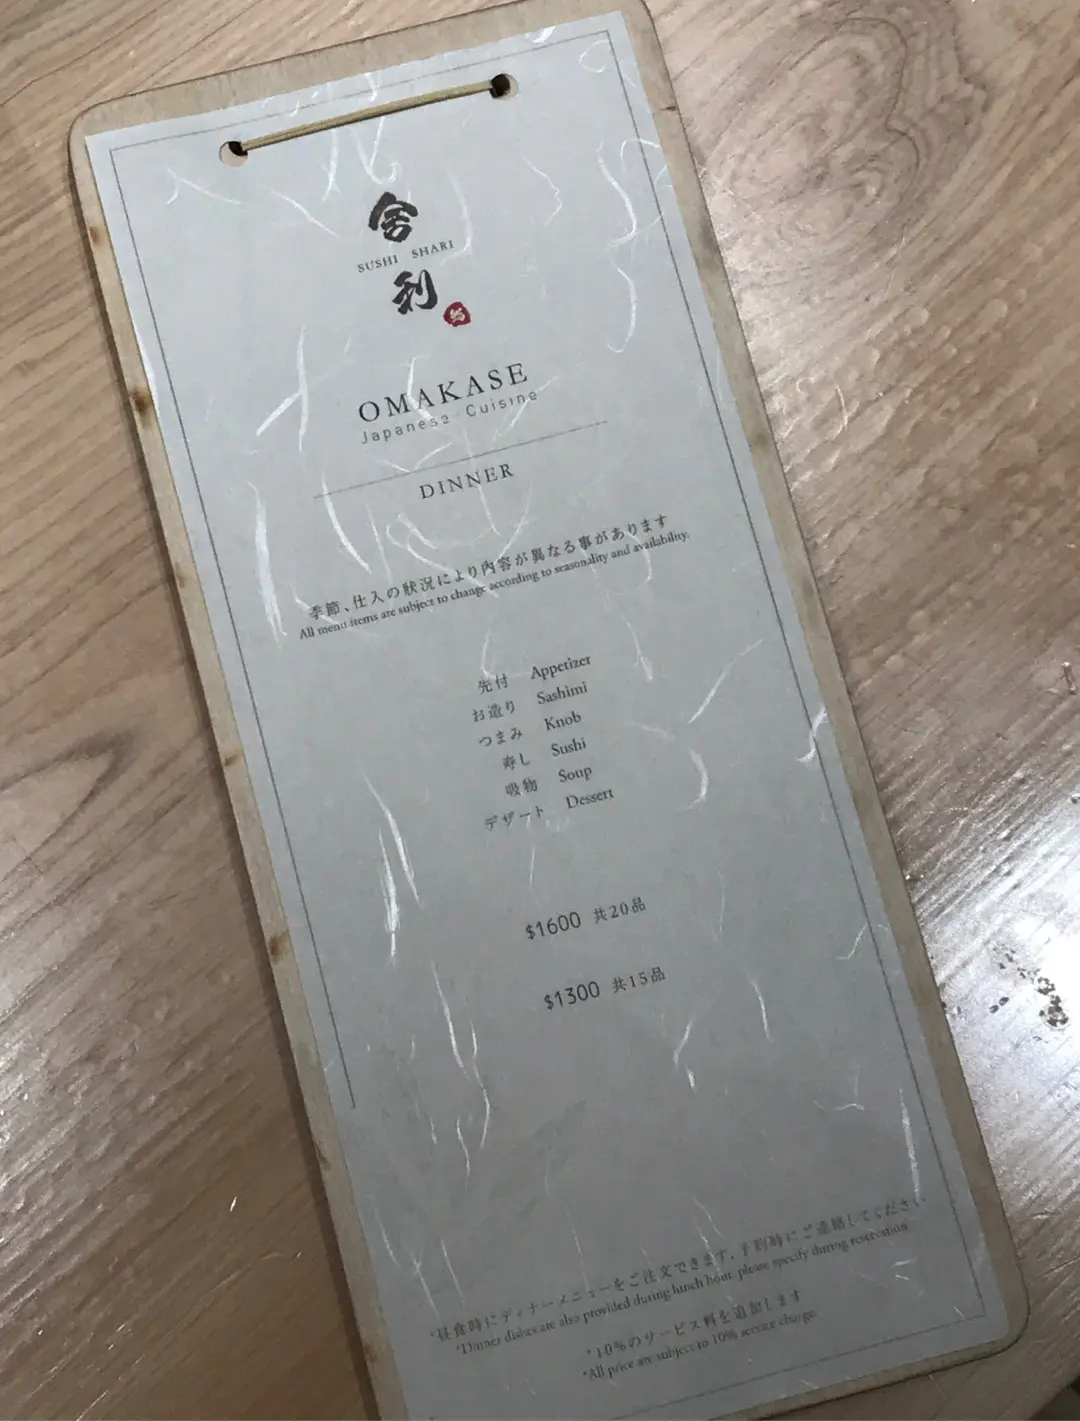 舎
SUSHI SHARI
利
OMAKASE
Japanese Cuisine
DINNER
季節、仕入の狀況により內容が異なる事があります
All menu items are subject to change according to seasonality and availability.
先付 Appetizer
お造り Sashimi
つまみ Knob
寿し Sushi
吸物 Soup
デザート Dessert
$1600 共20品
$1300 共15品
*昼食時にディナーメニューをご注文できます,予約時にご連絡してください
*Dinner dishes are also provided during lunch hour, please specify during reservation
*10%のサービス料を追加します
*All price are subject to 10% service charge.